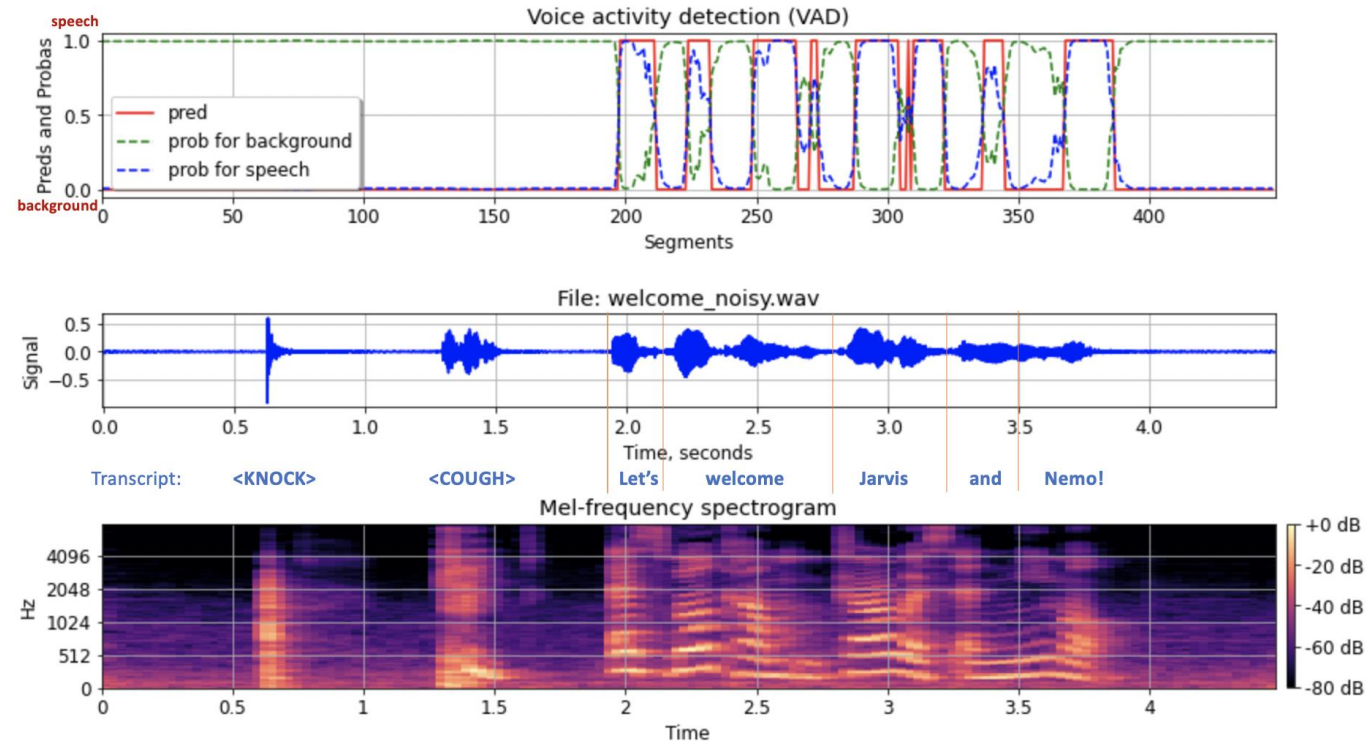 speech
Voice activity detection (VAD)
Preds and Probas
1.0
0.5
0.0
pred
prob for background
prob for speech
background
0 50 100 150 200 250 300 350 400
Segments
File: welcome_noisy.wav
Signal
0.5
0.0
−0.5
0.0 0.5 1.0 1.5 2.0 2.5 3.0 3.5 4.0
Time, seconds
Transcript: <KNOCK> <COUGH> Let’s welcome Jarvis and Nemo!
Mel-frequency spectrogram
Hz
4096
2048
1024
512
0
+0 dB
-20 dB
-40 dB
-60 dB
-80 dB
0 0.5 1 1.5 2 2.5 3 3.5 4
Time